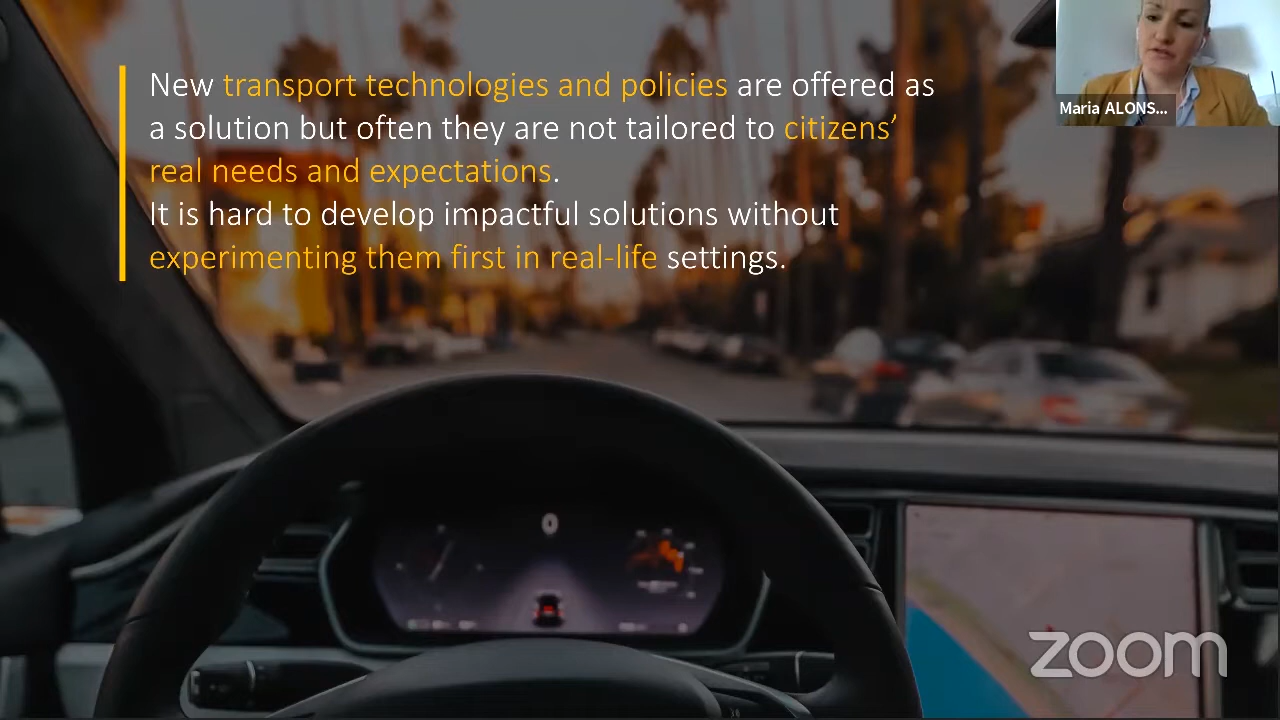 New transport technologies and policies are offered as
a solution but often they are not tailored to citizens’
real needs and expectations.
It is hard to develop impactful solutions without
experimenting them first in real-life settings.
Maria ALONS...
0
zoom